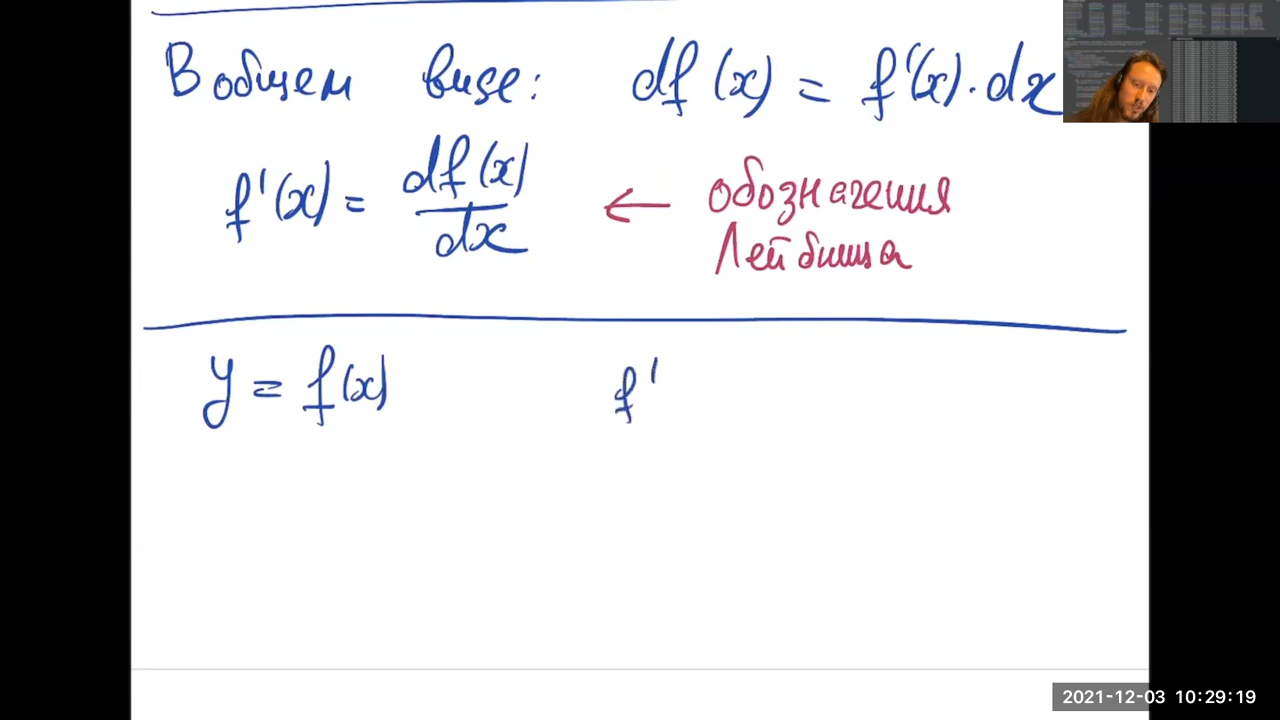 В общем виде: df(x) = f'(x)·dx
f'(x) = df(x)/dx ← обозначения Лейбница
y = f(x) f'
2021-12-03 10:29:19